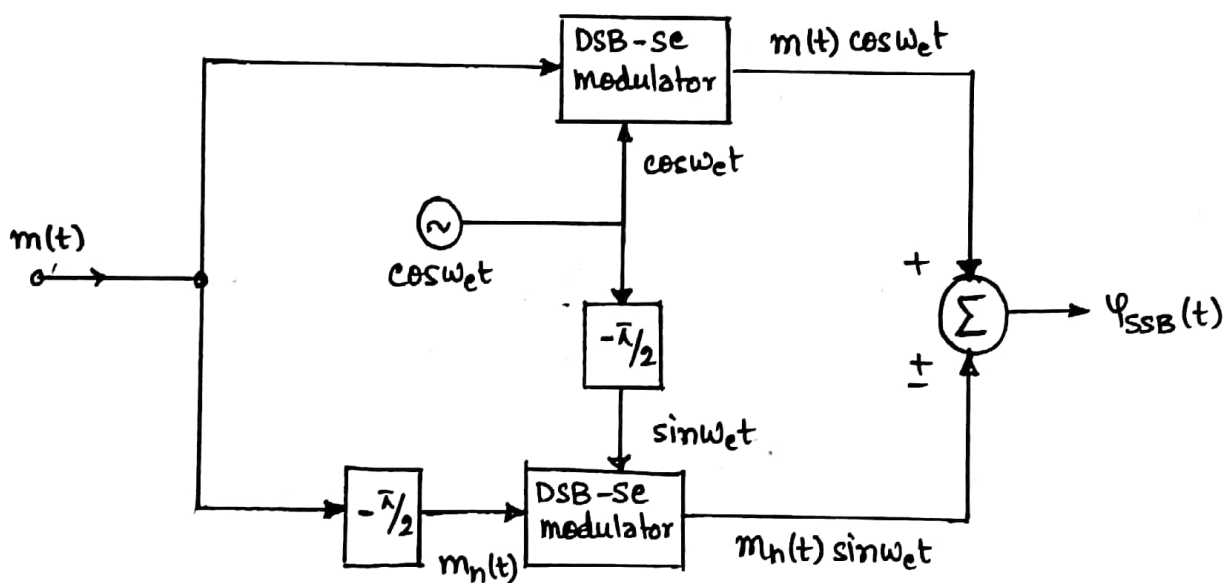 DSB-SC
modulator
m(t) cosωct
cosωct
m(t)
~
cosωct
+
Σ
φSSB(t)
±
-π/2
sinωct
-π/2
mh(t)
DSB-SC
modulator
mh(t) sinωct